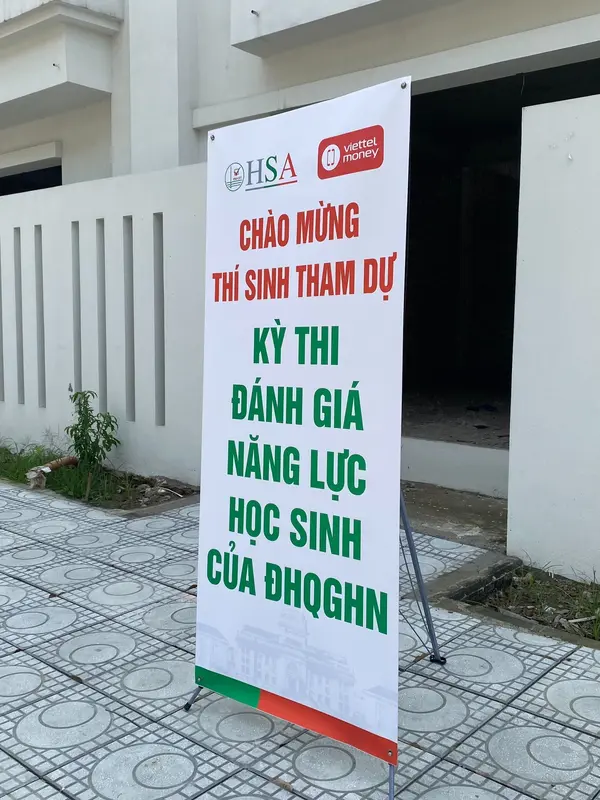 HSA
viettel money
CHÀO MỪNG
THÍ SINH THAM DỰ
KỲ THI
ĐÁNH GIÁ
NĂNG LỰC
HỌC SINH
CỦA ĐHQGHN